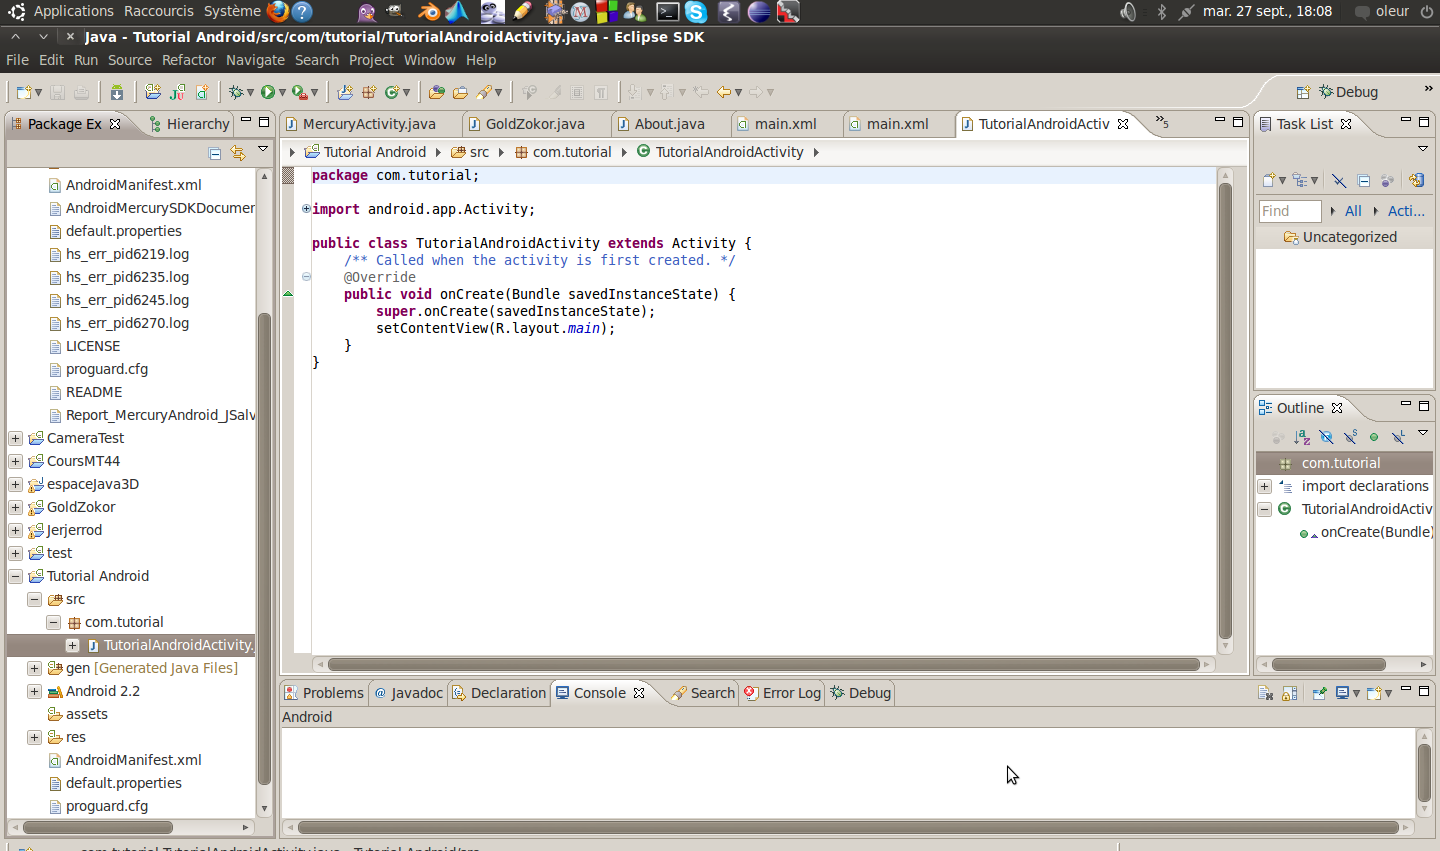 Applications Raccourcis Système mar. 27 sept., 18:08 oleur
Java - Tutorial Android/src/com/tutorial/TutorialAndroidActivity.java - Eclipse SDK
File Edit Run Source Refactor Navigate Search Project Window Help
Debug
Package Ex Hierarchy
AndroidManifest.xml
AndroidMercurySDKDocumen
default.properties
hs_err_pid6219.log
hs_err_pid6235.log
hs_err_pid6245.log
hs_err_pid6270.log
LICENSE
proguard.cfg
README
Report_MercuryAndroid_JSalv
CameraTest
CoursMT44
espaceJava3D
GoldZokor
Jerjerrod
test
Tutorial Android
src
com.tutorial
TutorialAndroidActivity.
gen [Generated Java Files]
Android 2.2
assets
res
AndroidManifest.xml
default.properties
proguard.cfg
MercuryActivity.java GoldZokor.java About.java main.xml main.xml TutorialAndroidActiv »5
Tutorial Android src com.tutorial TutorialAndroidActivity
package com.tutorial;
import android.app.Activity;
public class TutorialAndroidActivity extends Activity {
/** Called when the activity is first created. */
@Override
public void onCreate(Bundle savedInstanceState) {
super.onCreate(savedInstanceState);
setContentView(R.layout.main);
}
}
Task List
Find All Acti...
Uncategorized
Outline
com.tutorial
import declarations
TutorialAndroidActiv
onCreate(Bundle)
Problems Javadoc Declaration Console Search Error Log Debug
Android